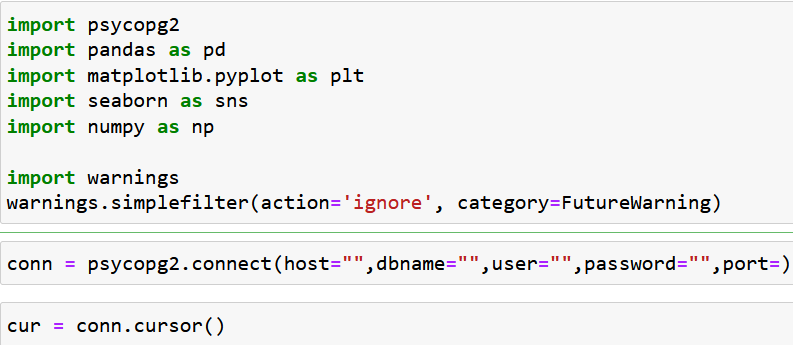 import psycopg2
import pandas as pd
import matplotlib.pyplot as plt
import seaborn as sns
import numpy as np
import warnings
warnings.simplefilter(action='ignore', category=FutureWarning)
conn = psycopg2.connect(host="",dbname="",user="",password="",port=)
cur = conn.cursor()